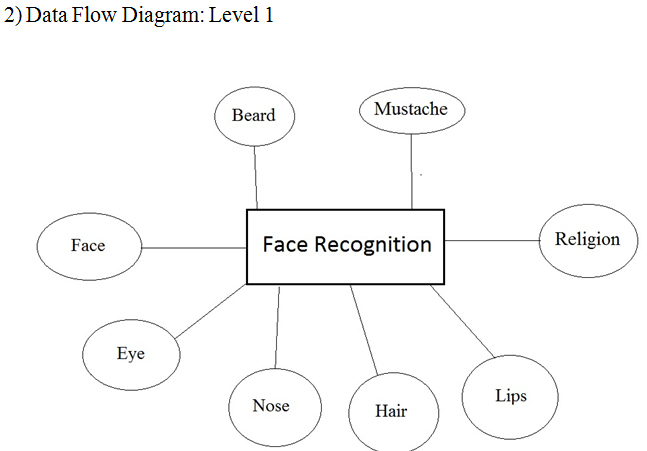 2) Data Flow Diagram: Level 1
Beard
Mustache
Face
Face Recognition
Religion
Eye
Nose
Hair
Lips